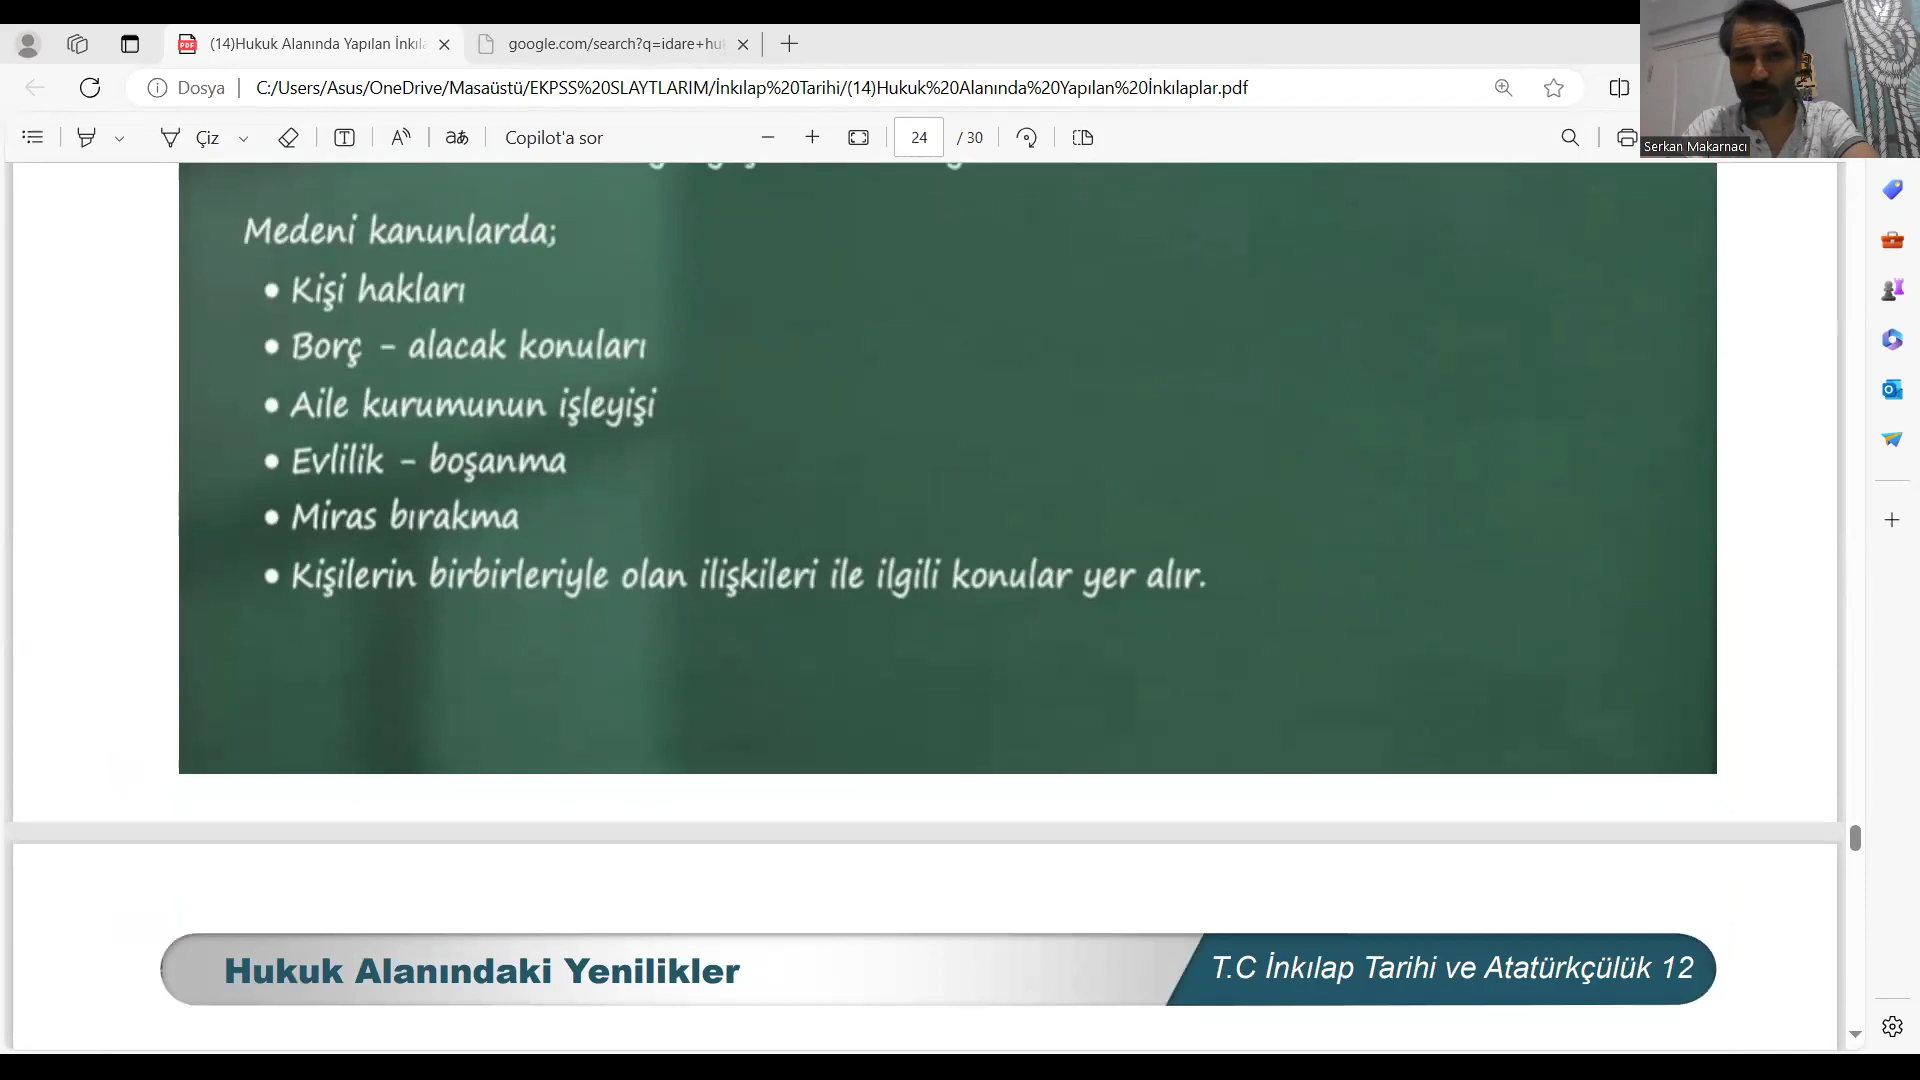 (14)Hukuk Alanında Yapılan İnkıla
google.com/search?q=idare+hu
Dosya
C:/Users/Asus/OneDrive/Masaüstü/EKPSS%20SLAYTLARIM/İnkılap%20Tarihi/(14)Hukuk%20Alanında%20Yapılan%20İnkılaplar.pdf
Çiz
Copilot'a sor
24 / 30
Serkan Makarnacı
Medeni kanunlarda;
• Kişi hakları
• Borç - alacak konuları
• Aile kurumunun işleyişi
• Evlilik - boşanma
• Miras bırakma
• Kişilerin birbirleriyle olan ilişkileri ile ilgili konular yer alır.
Hukuk Alanındaki Yenilikler
T.C İnkılap Tarihi ve Atatürkçülük 12